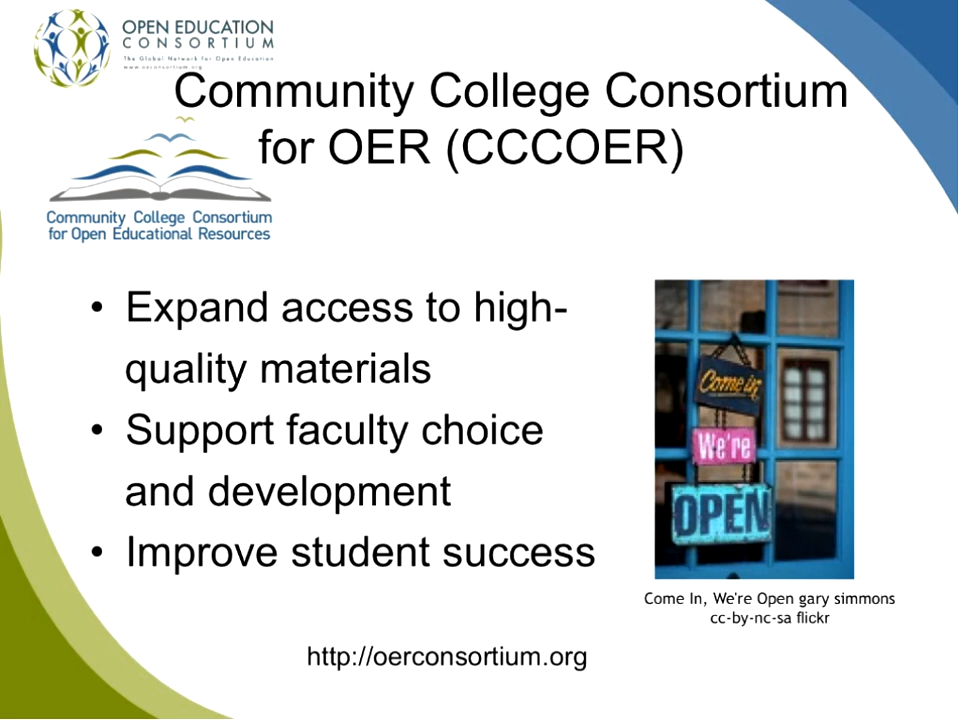 OPEN EDUCATION
CONSORTIUM
The Global Network for Open Education
www.oeconsortium.org
Community College Consortium
for OER (CCCOER)
Community College Consortium
for Open Educational Resources
• Expand access to high-
quality materials
• Support faculty choice
and development
• Improve student success
Come in
We're
OPEN
Come In, We're Open gary simmons
cc-by-nc-sa flickr
http://oerconsortium.org